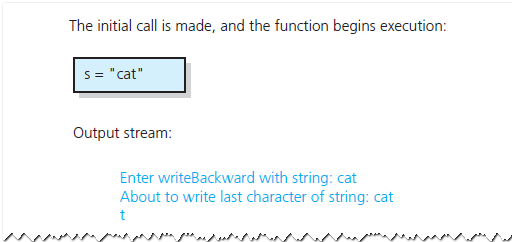 The initial call is made, and the function begins execution:
s = "cat"
Output stream:
Enter writeBackward with string: cat
About to write last character of string: cat
t